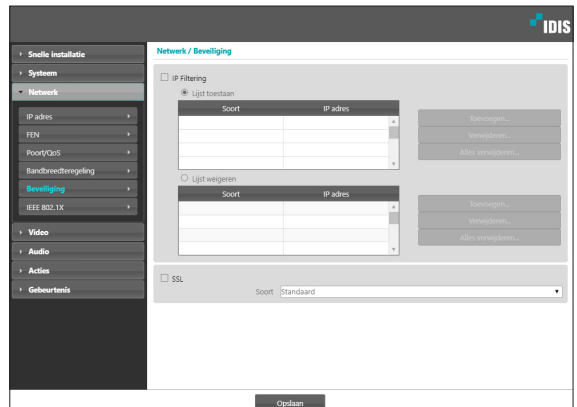 IDIS
Snelle installatie
Systeem
Netwerk
IP adres
FEN
Poort/QoS
Bandbreedteregeling
Beveiliging
IEEE 802.1X
Video
Audio
Acties
Gebeurtenis
Netwerk / Beveiliging
IP Filtering
Lijst toestaan
Soort IP adres
Toevoegen...
Verwijderen...
Alles verwijderen...
Lijst weigeren
Soort IP adres
Toevoegen...
Verwijderen...
Alles verwijderen...
SSL
Soort Standaard
Opslaan